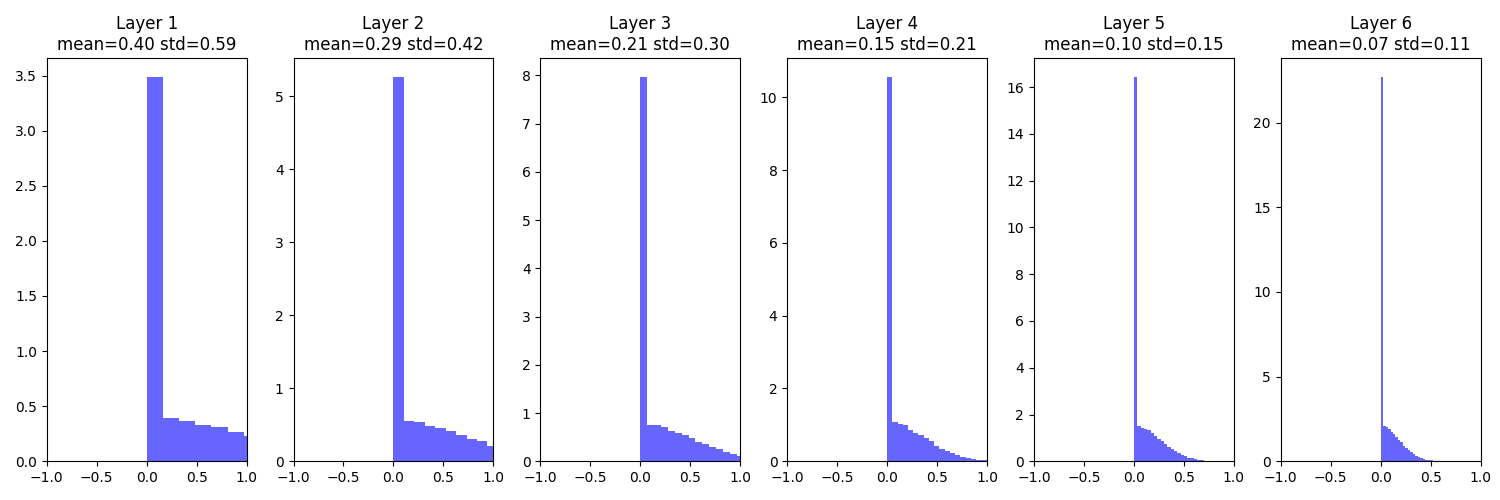 Layer 1
mean=0.40 std=0.59
3.5
3.0
2.5
2.0
1.5
1.0
0.5
0.0
−1.0 −0.5 0.0 0.5 1.0
Layer 2
mean=0.29 std=0.42
5
4
3
2
1
0
−1.0 −0.5 0.0 0.5 1.0
Layer 3
mean=0.21 std=0.30
8
7
6
5
4
3
2
1
0
−1.0 −0.5 0.0 0.5 1.0
Layer 4
mean=0.15 std=0.21
10
8
6
4
2
0
−1.0 −0.5 0.0 0.5 1.0
Layer 5
mean=0.10 std=0.15
16
14
12
10
8
6
4
2
0
−1.0 −0.5 0.0 0.5 1.0
Layer 6
mean=0.07 std=0.11
20
15
10
5
0
−1.0 −0.5 0.0 0.5 1.0